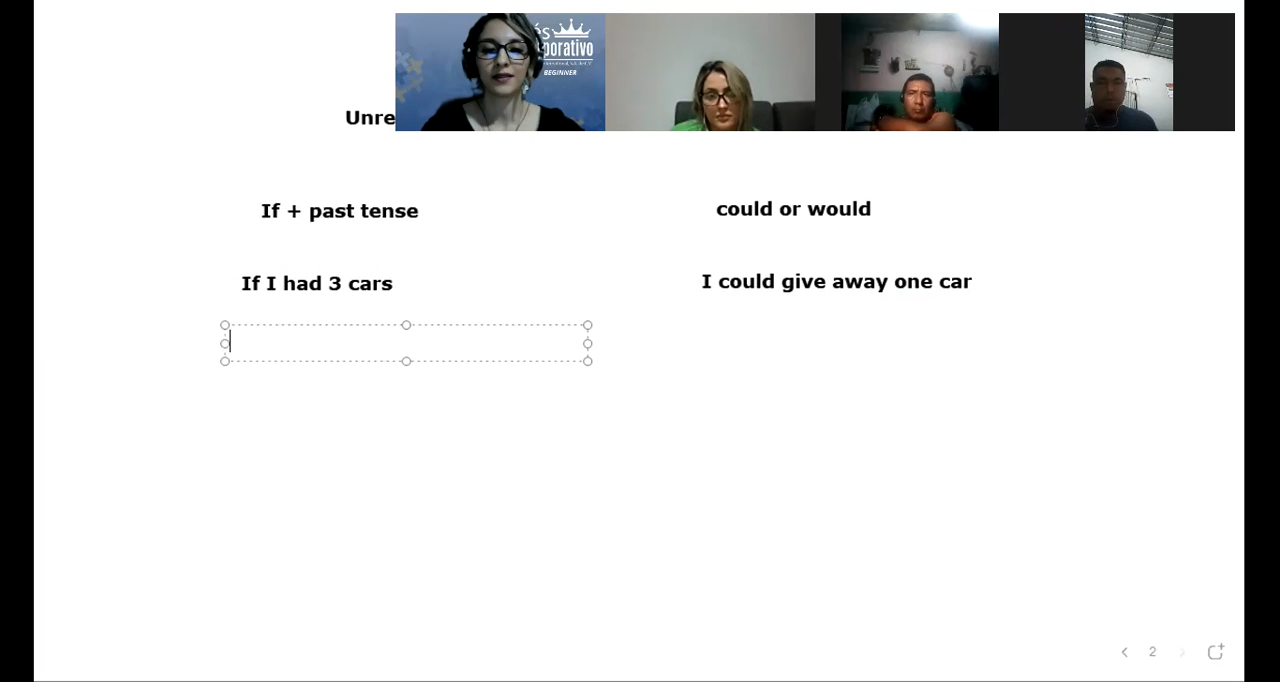 és
porativo
BEGINNER
Unre
If + past tense
could or would
If I had 3 cars
I could give away one car
2